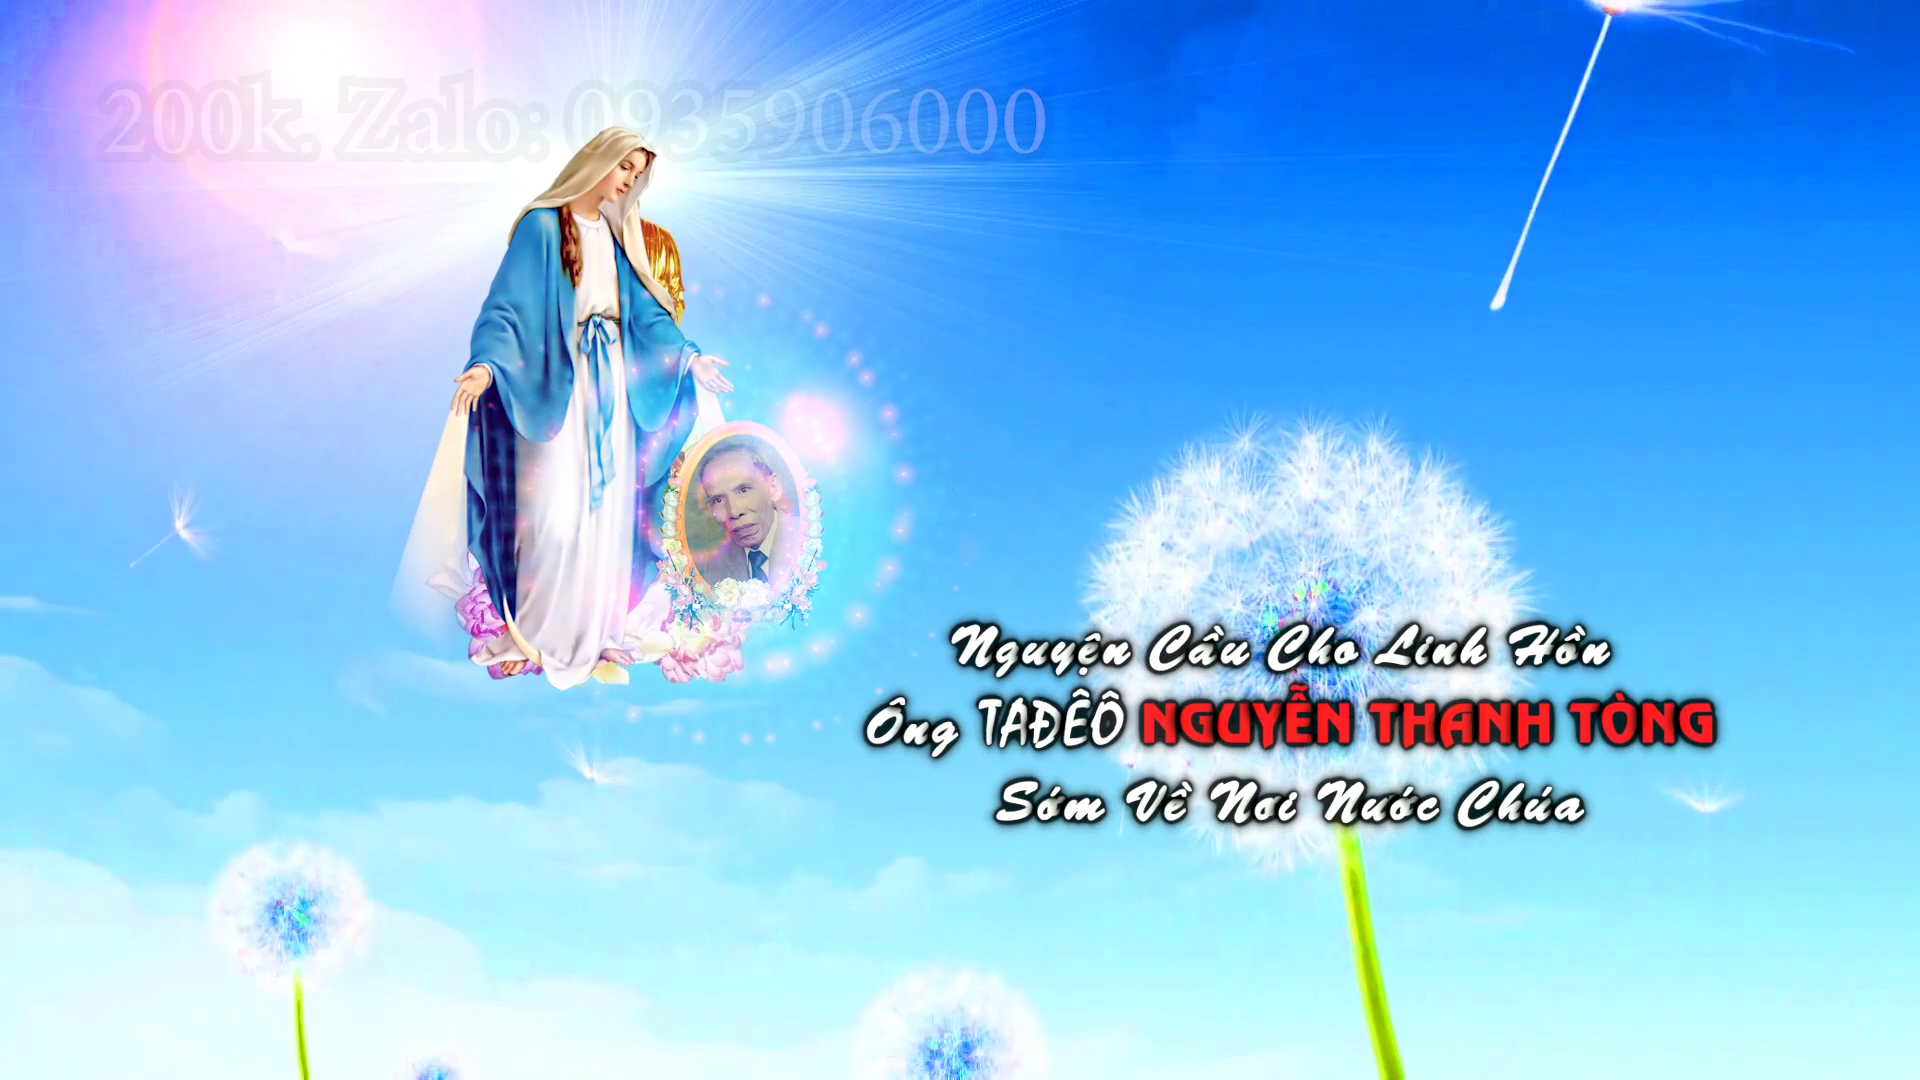 200k. Zalo: 0935906000
Nguyện Cầu Cho Linh Hồn
Ông TAĐÊÔ NGUYỄN THANH TÒNG
Sớm Về Nơi Nước Chúa